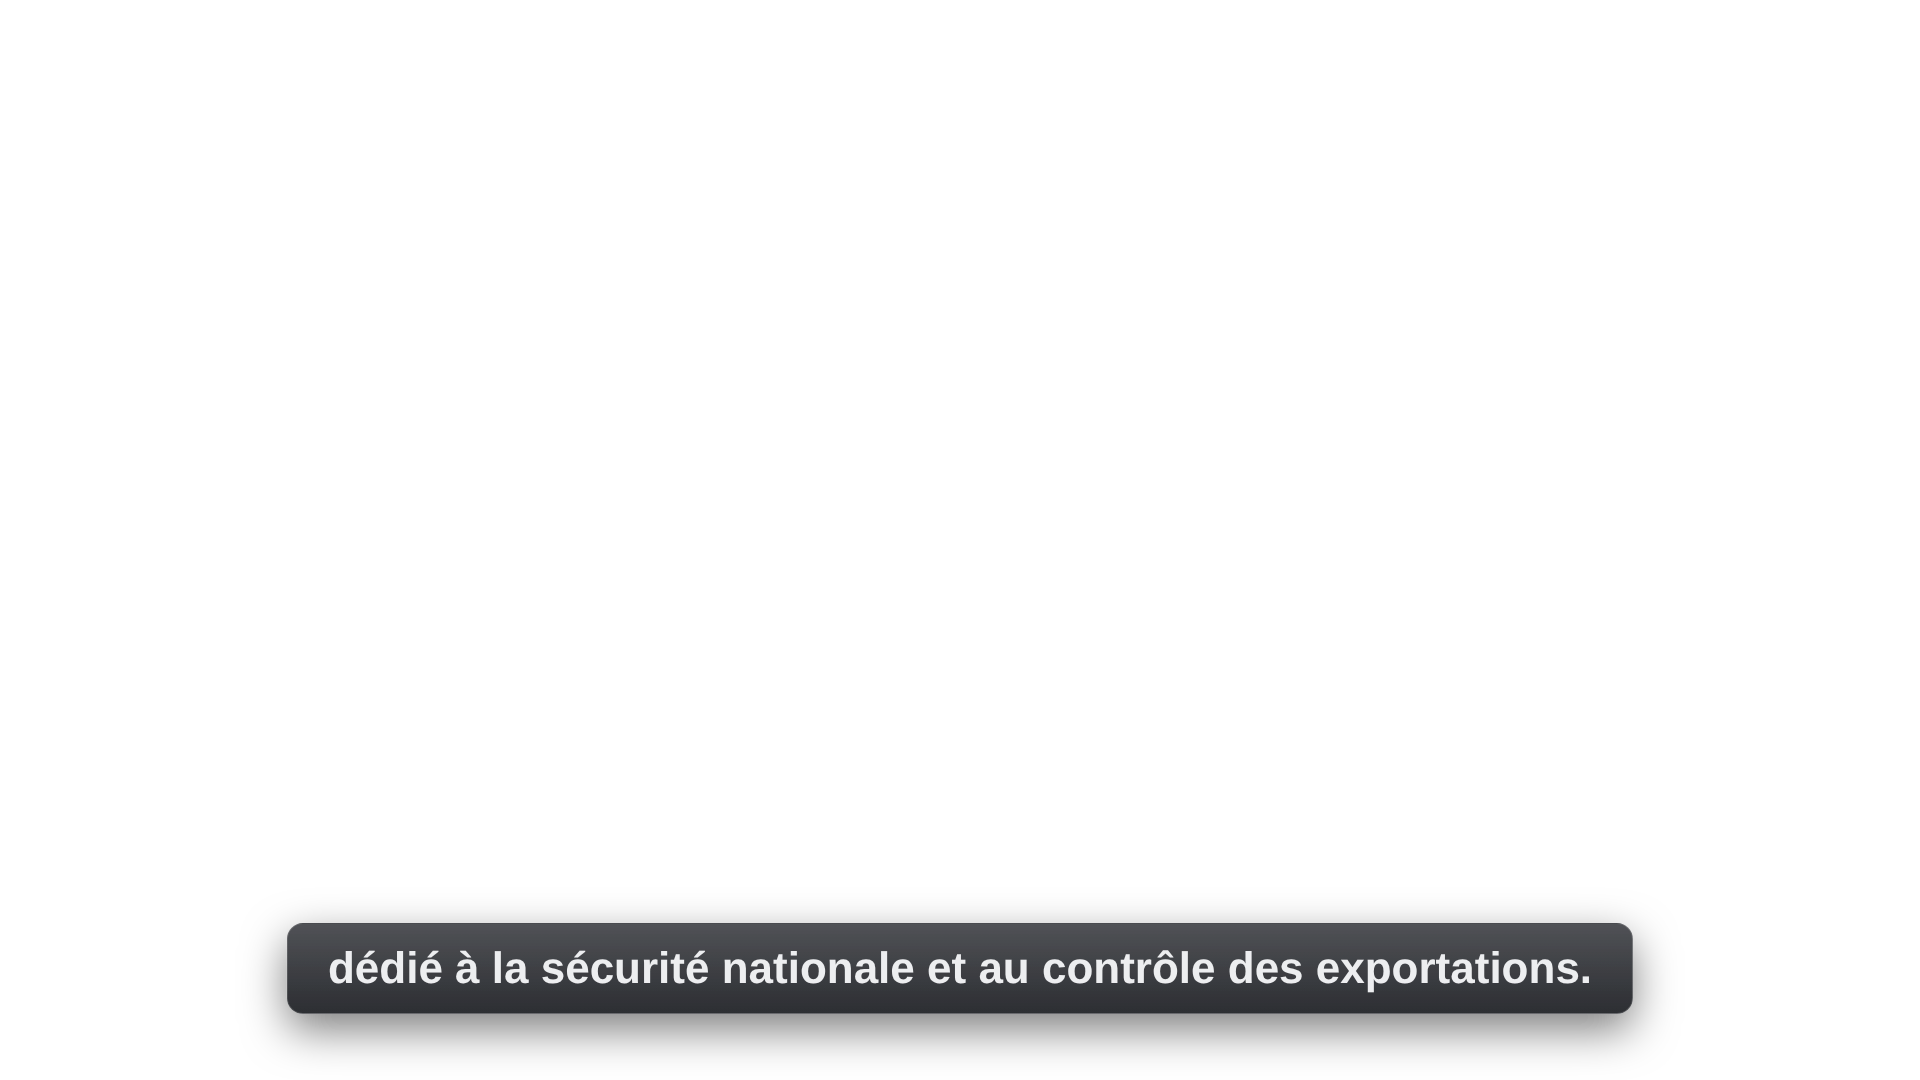 dédié à la sécurité nationale et au contrôle des exportations.